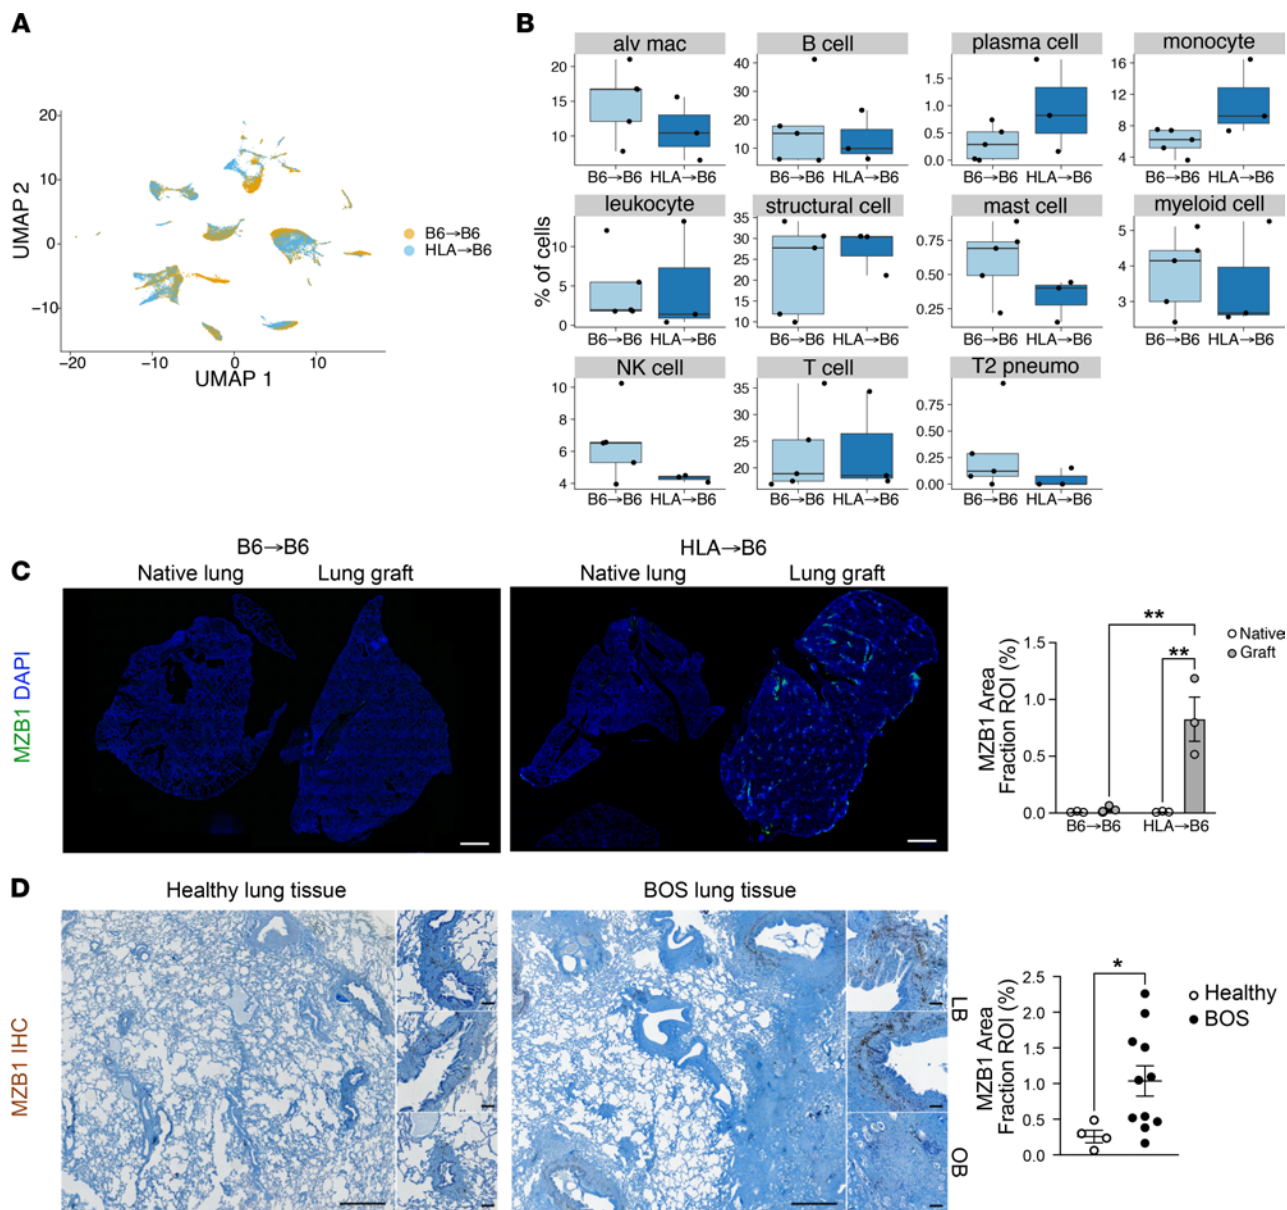 A
20
10
0
−10
−20
−10
0
10
UMAP 2
UMAP 1
B6→B6
HLA→B6
B
% of cells
alv mac
20
15
10
B6→B6 HLA→B6
B cell
40
30
20
10
B6→B6 HLA→B6
plasma cell
1.5
1.0
0.5
0.0
B6→B6 HLA→B6
monocyte
16
12
8
4
B6→B6 HLA→B6
leukocyte
10
5
0
B6→B6 HLA→B6
structural cell
35
30
25
20
15
10
B6→B6 HLA→B6
mast cell
0.75
0.50
0.25
B6→B6 HLA→B6
myeloid cell
5
4
3
B6→B6 HLA→B6
NK cell
10
8
6
4
B6→B6 HLA→B6
T cell
35
30
25
20
B6→B6 HLA→B6
T2 pneumo
0.75
0.50
0.25
0.00
B6→B6 HLA→B6
C
B6→B6
Native lung Lung graft
HLA→B6
Native lung Lung graft
MZB1 DAPI
MZB1 Area
Fraction ROI (%)
1.5
1.0
0.5
0.0
**
**
Native
Graft
B6→B6 HLA→B6
D
Healthy lung tissue
BOS lung tissue
MZB1 IHC
LB
OB
MZB1 Area
Fraction ROI (%)
2.5
2.0
1.5
1.0
0.5
0.0
*
Healthy
BOS